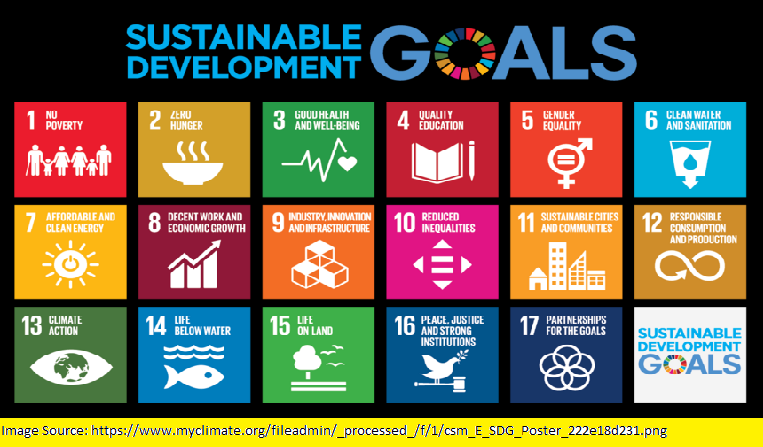 SUSTAINABLE
DEVELOPMENT
GOALS
1 NO
POVERTY
2 ZERO
HUNGER
3 GOOD HEALTH
AND WELL-BEING
4 QUALITY
EDUCATION
5 GENDER
EQUALITY
6 CLEAN WATER
AND SANITATION
7 AFFORDABLE AND
CLEAN ENERGY
8 DECENT WORK AND
ECONOMIC GROWTH
9 INDUSTRY, INNOVATION
AND INFRASTRUCTURE
10 REDUCED
INEQUALITIES
11 SUSTAINABLE CITIES
AND COMMUNITIES
12 RESPONSIBLE
CONSUMPTION
AND PRODUCTION
13 CLIMATE
ACTION
14 LIFE
BELOW WATER
15 LIFE
ON LAND
16 PEACE, JUSTICE
AND STRONG
INSTITUTIONS
17 PARTNERSHIPS
FOR THE GOALS
SUSTAINABLE
DEVELOPMENT
GOALS
Image Source: https://www.myclimate.org/fileadmin/_processed_/f/1/csm_E_SDG_Poster_222e18d231.png